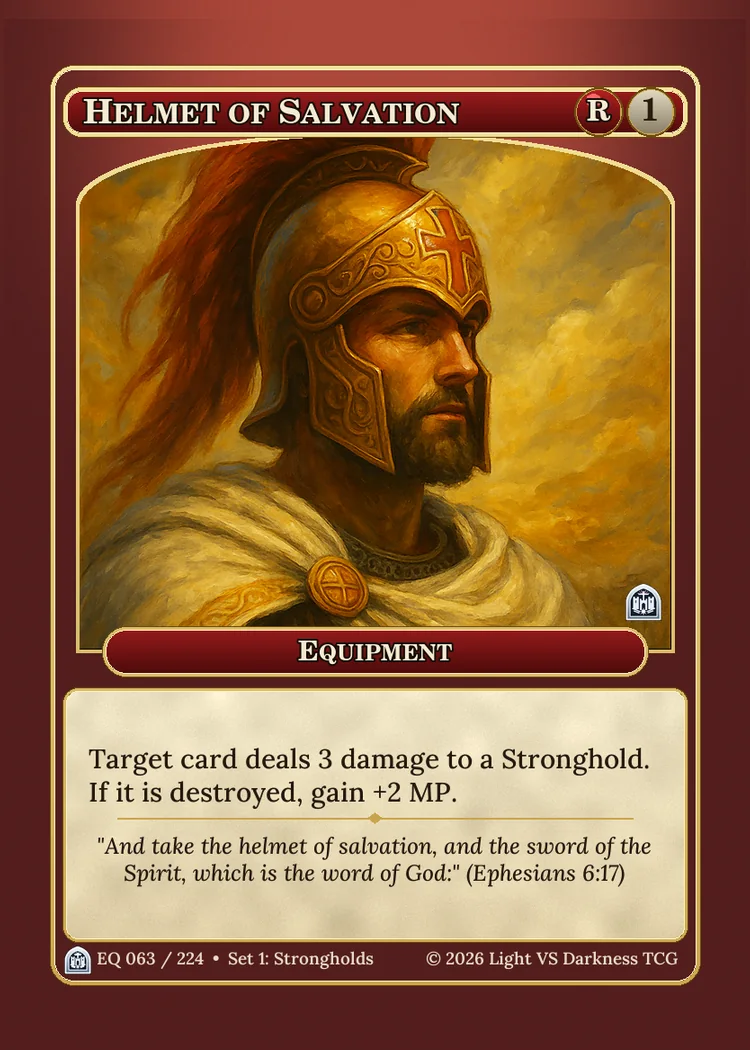 Helmet of Salvation R 1
Equipment
Target card deals 3 damage to a Stronghold.
If it is destroyed, gain +2 MP.
"And take the helmet of salvation, and the sword of the
Spirit, which is the word of God:" (Ephesians 6:17)
EQ 063 / 224 • Set 1: Strongholds © 2026 Light VS Darkness TCG